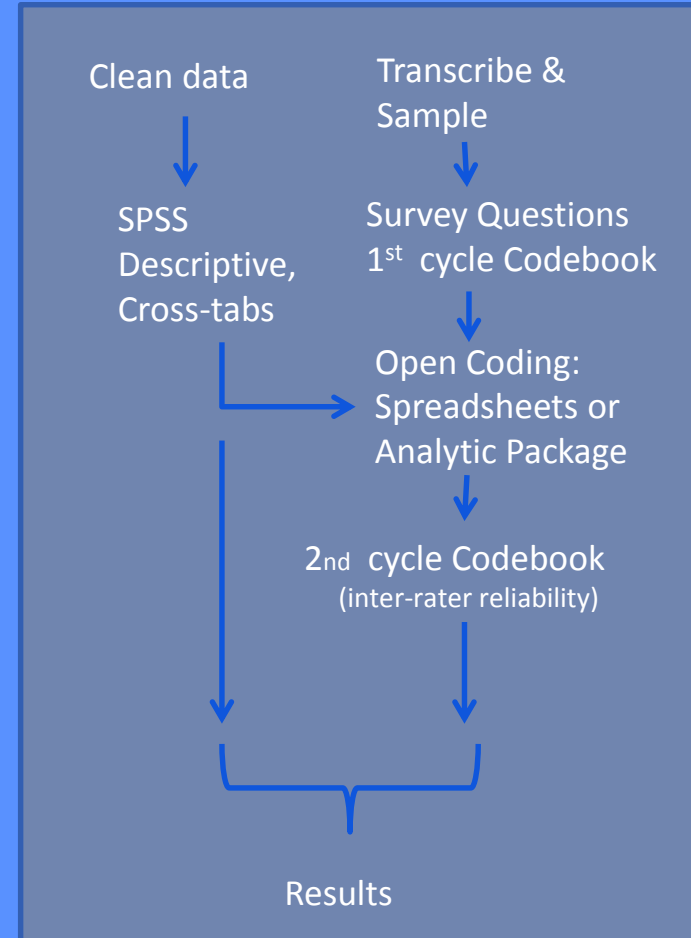 Clean data
Transcribe &
Sample
SPSS
Descriptive,
Cross-tabs
Survey Questions
1st cycle Codebook
Open Coding:
Spreadsheets or
Analytic Package
2nd cycle Codebook
(inter-rater reliability)
Results